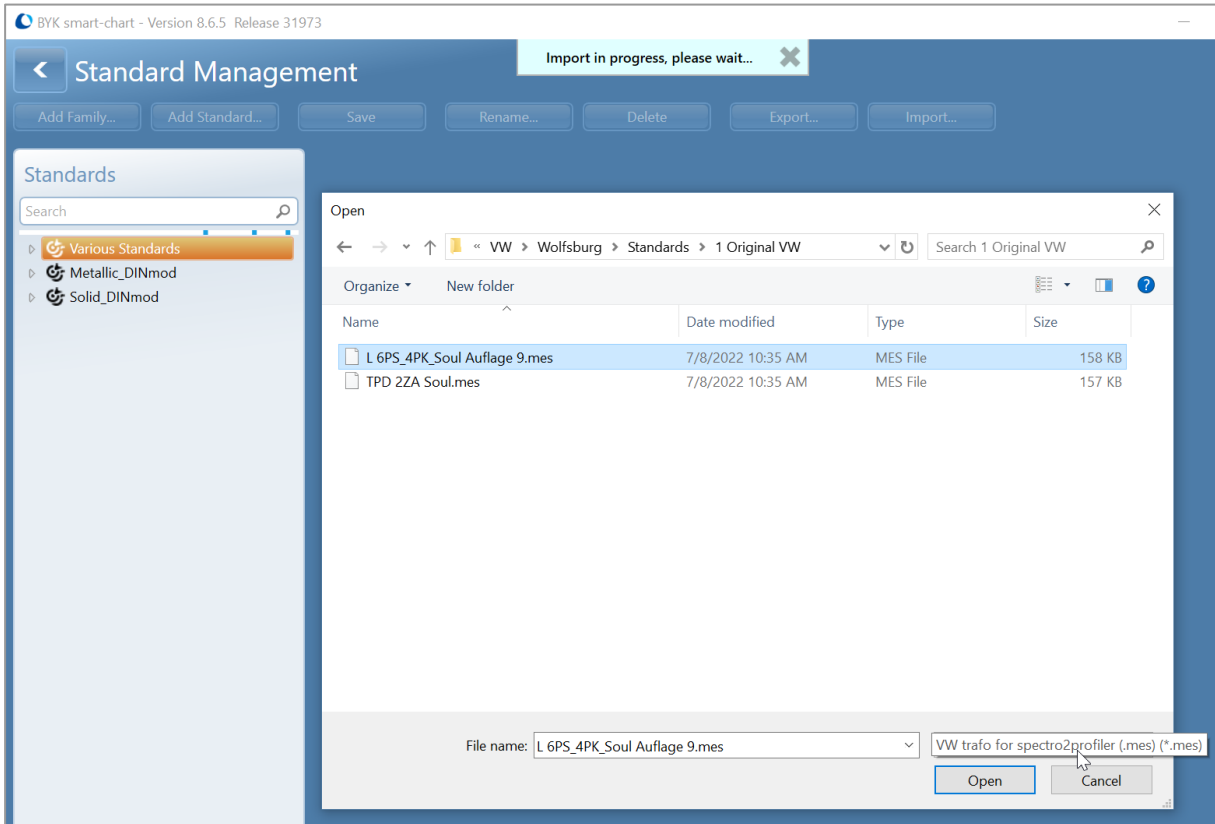 BYK smart-chart - Version 8.6.5 Release 31973
Import in progress, please wait...
Standard Management
Add Family... Add Standard... Save Rename... Delete Export... Import...
Standards
Search
Various Standards
Metallic_DINmod
Solid_DINmod
Open
« VW > Wolfsburg > Standards > 1 Original VW
Search 1 Original VW
Organize New folder
Name Date modified Type Size
L 6PS_4PK_Soul Auflage 9.mes 7/8/2022 10:35 AM MES File 158 KB
TPD 2ZA Soul.mes 7/8/2022 10:35 AM MES File 157 KB
File name: L 6PS_4PK_Soul Auflage 9.mes VW trafo for spectro2profiler (.mes) (*.mes)
Open Cancel